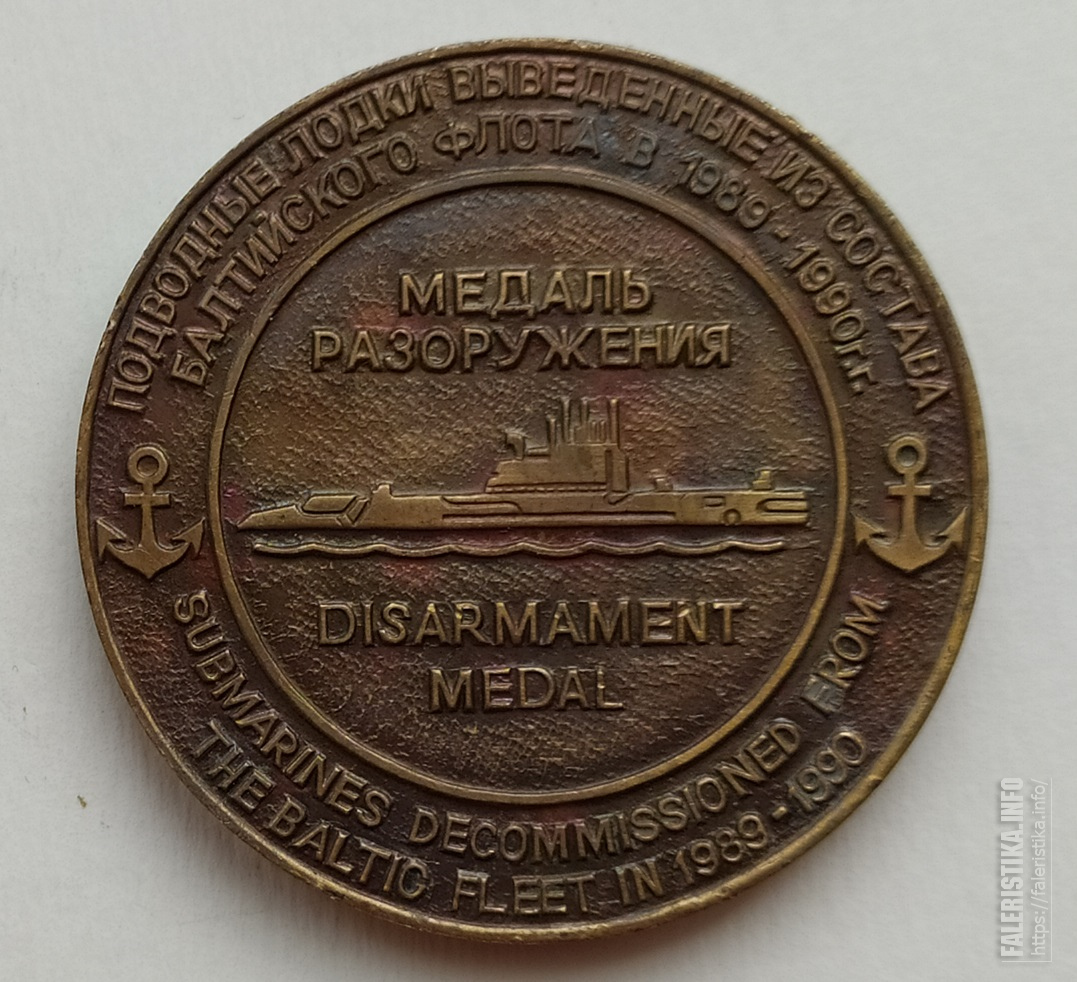 ПОДВОДНЫЕ ЛОДКИ ВЫВЕДЕННЫЕ ИЗ СОСТАВА
БАЛТИЙСКОГО ФЛОТА В 1989-1990г.г.
МЕДАЛЬ
РАЗОРУЖЕНИЯ
DISARMAMENT
MEDAL
SUBMARINES DECOMMISSIONED FROM
THE BALTIC FLEET IN 1989-1990
FALERISTIKA.INFO
https://faleristika.info/